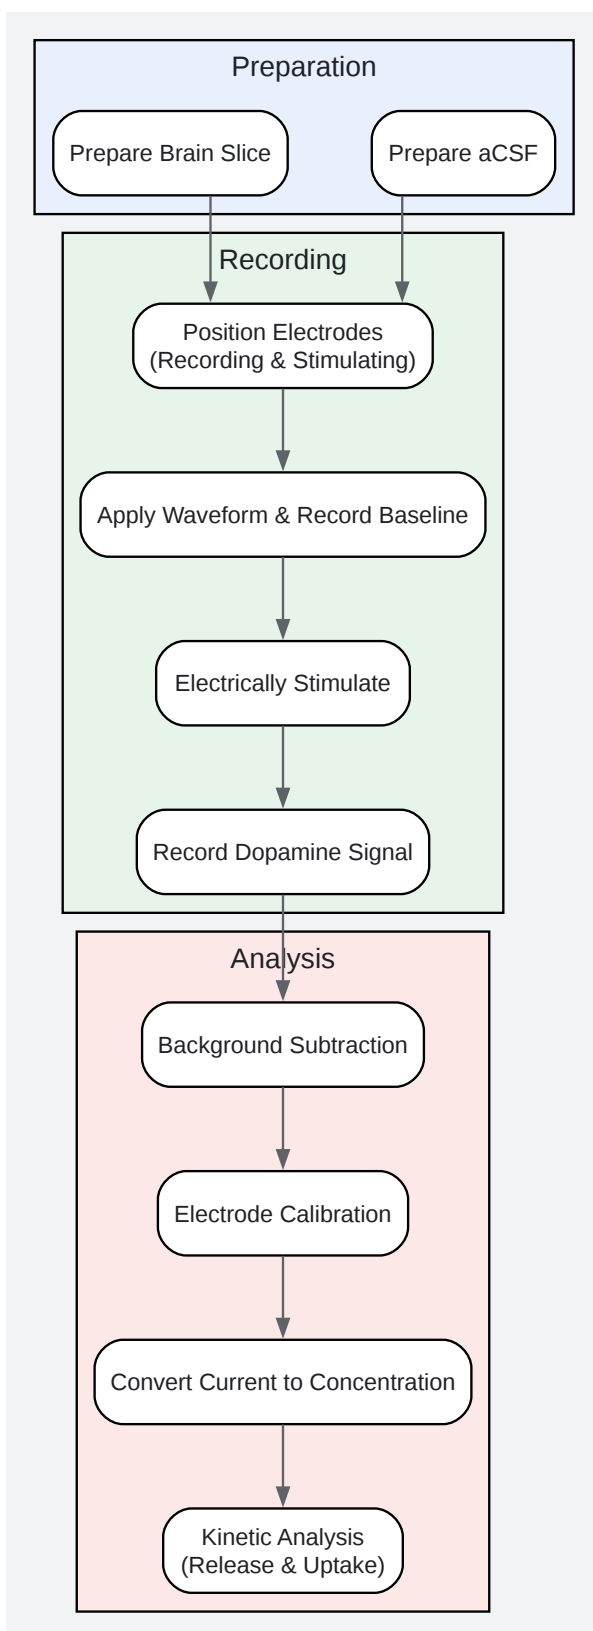 Preparation
Prepare Brain Slice
Prepare aCSF
Recording
Position Electrodes
(Recording & Stimulating)
Apply Waveform & Record Baseline
Electrically Stimulate
Record Dopamine Signal
Analysis
Background Subtraction
Electrode Calibration
Convert Current to Concentration
Kinetic Analysis
(Release & Uptake)